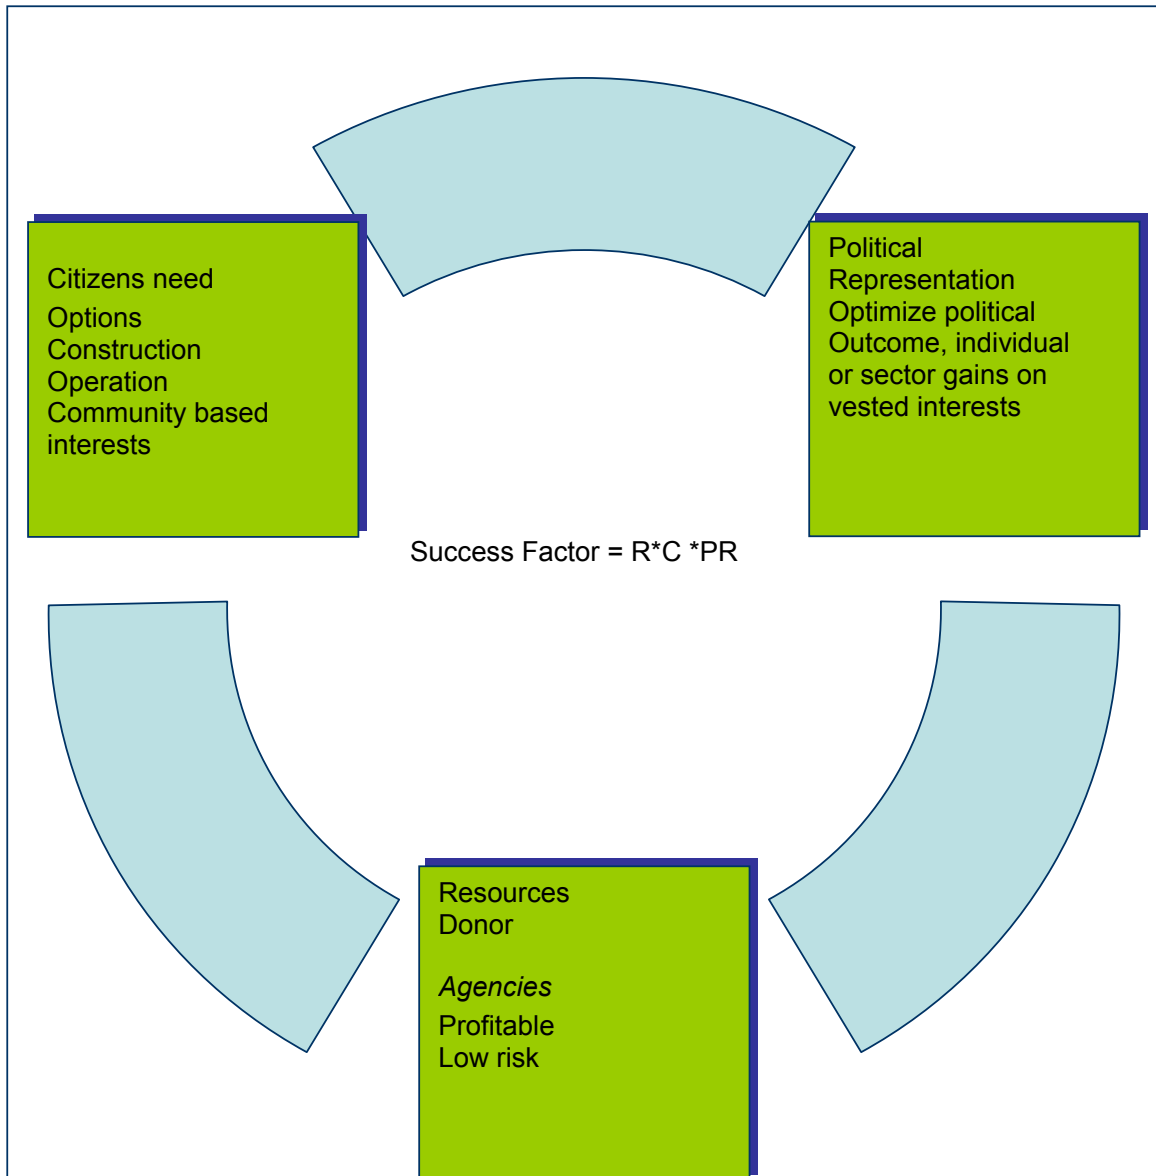 Citizens need
Options
Construction
Operation
Community based
interests
Political
Representation
Optimize political
Outcome, individual
or sector gains on
vested interests
Success Factor = R*C *PR
Resources
Donor
Agencies
Profitable
Low risk